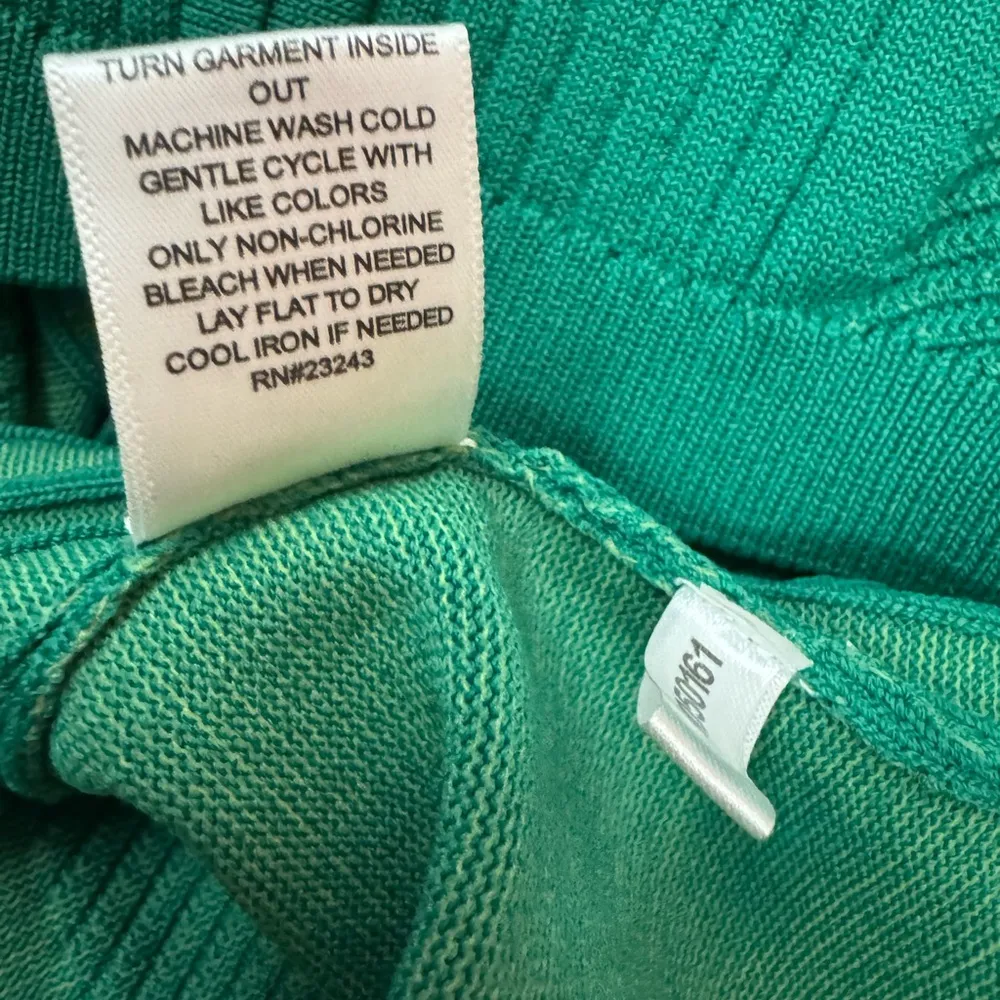 TURN GARMENT INSIDE
OUT
MACHINE WASH COLD
GENTLE CYCLE WITH
LIKE COLORS
ONLY NON-CHLORINE
BLEACH WHEN NEEDED
LAY FLAT TO DRY
COOL IRON IF NEEDED
RN#23243